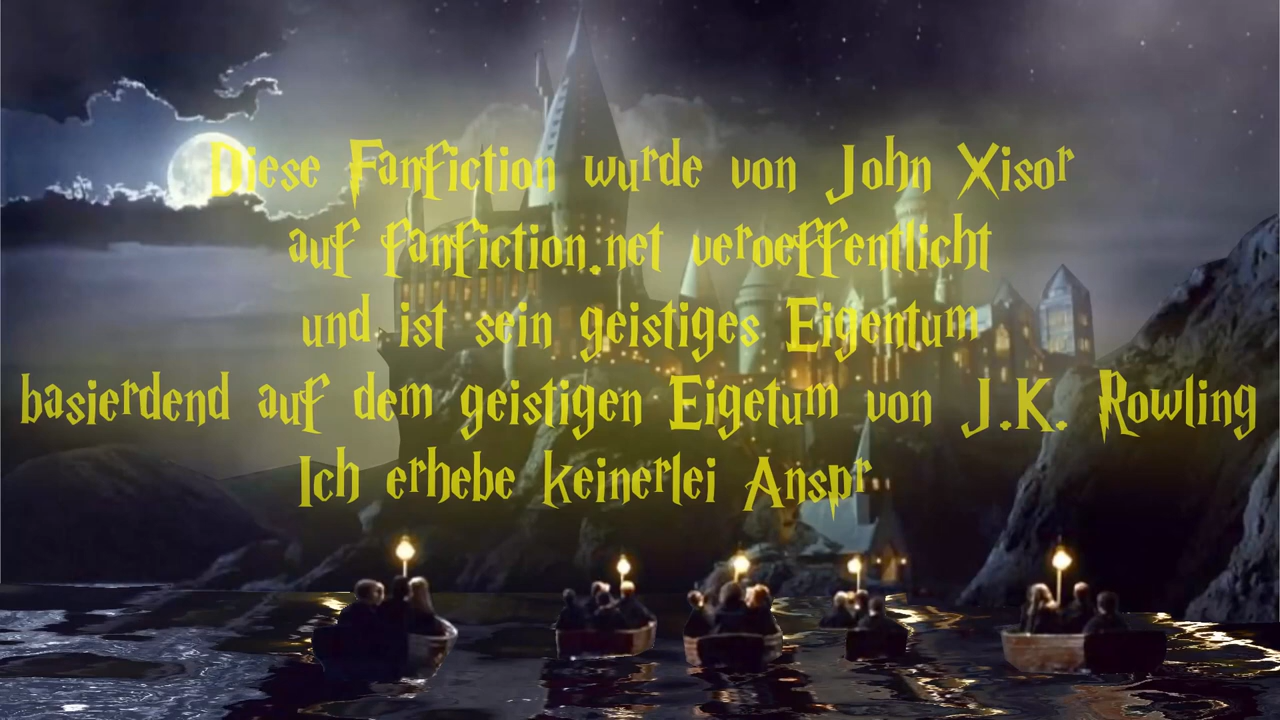 Diese Fanfiction wurde von John Xisor
auf fanfiction.net veroeffentlicht
und ist sein geistiges Eigentum
basierdend auf dem geistigen Eigetum von J.K. Rowling
Ich erhebe keinerlei Anspr